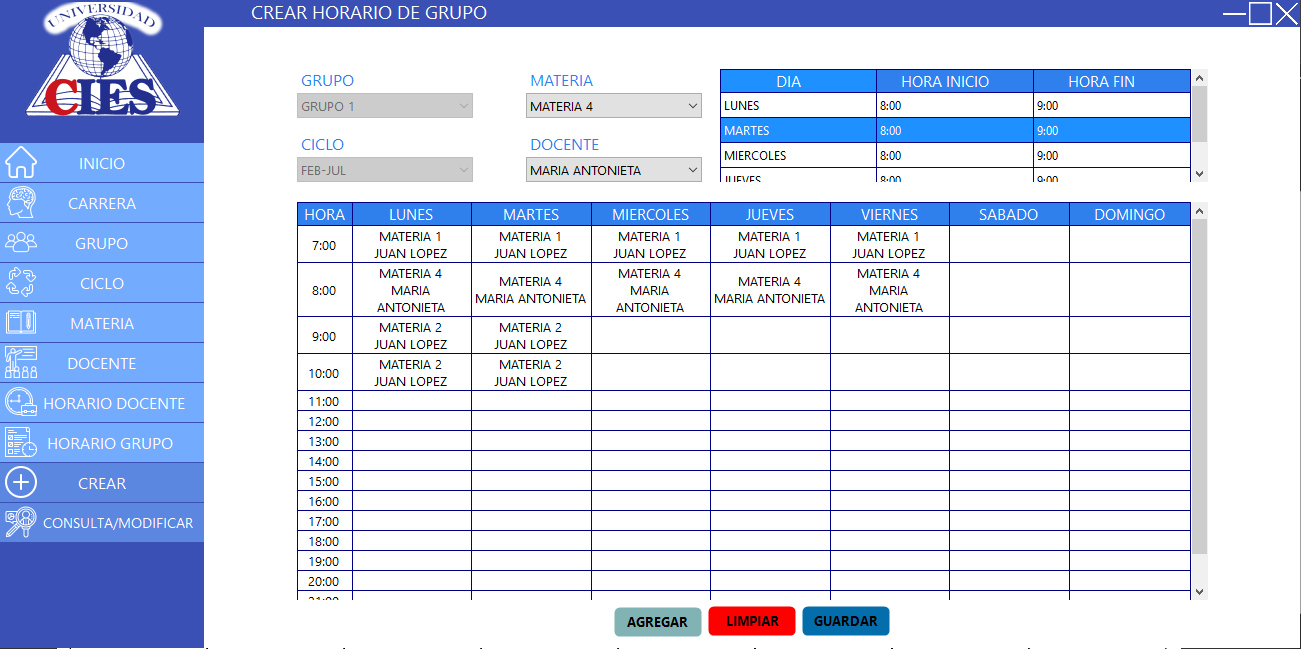 UNIVERSIDAD
CIES
CREAR HORARIO DE GRUPO
INICIO
CARRERA
GRUPO
CICLO
MATERIA
DOCENTE
HORARIO DOCENTE
HORARIO GRUPO
CREAR
CONSULTA/MODIFICAR
GRUPO
GRUPO 1
MATERIA
MATERIA 4
CICLO
FEB-JUL
DOCENTE
MARIA ANTONIETA
DIA HORA INICIO HORA FIN
LUNES 8:00 9:00
MARTES 8:00 9:00
MIERCOLES 8:00 9:00
JUEVES 8:00 9:00
HORA LUNES MARTES MIERCOLES JUEVES VIERNES SABADO DOMINGO
7:00
MATERIA 1 MATERIA 1 MATERIA 1 MATERIA 1 MATERIA 1
JUAN LOPEZ JUAN LOPEZ JUAN LOPEZ JUAN LOPEZ JUAN LOPEZ
8:00
MATERIA 4
MARIA
ANTONIETA
MATERIA 4
MARIA ANTONIETA
MATERIA 4
MARIA
ANTONIETA
MATERIA 4
MARIA ANTONIETA
MATERIA 4
MARIA
ANTONIETA
9:00
MATERIA 2 MATERIA 2
JUAN LOPEZ JUAN LOPEZ
10:00
MATERIA 2 MATERIA 2
JUAN LOPEZ JUAN LOPEZ
11:00
12:00
13:00
14:00
15:00
16:00
17:00
18:00
19:00
20:00
21:00
AGREGAR LIMPIAR GUARDAR